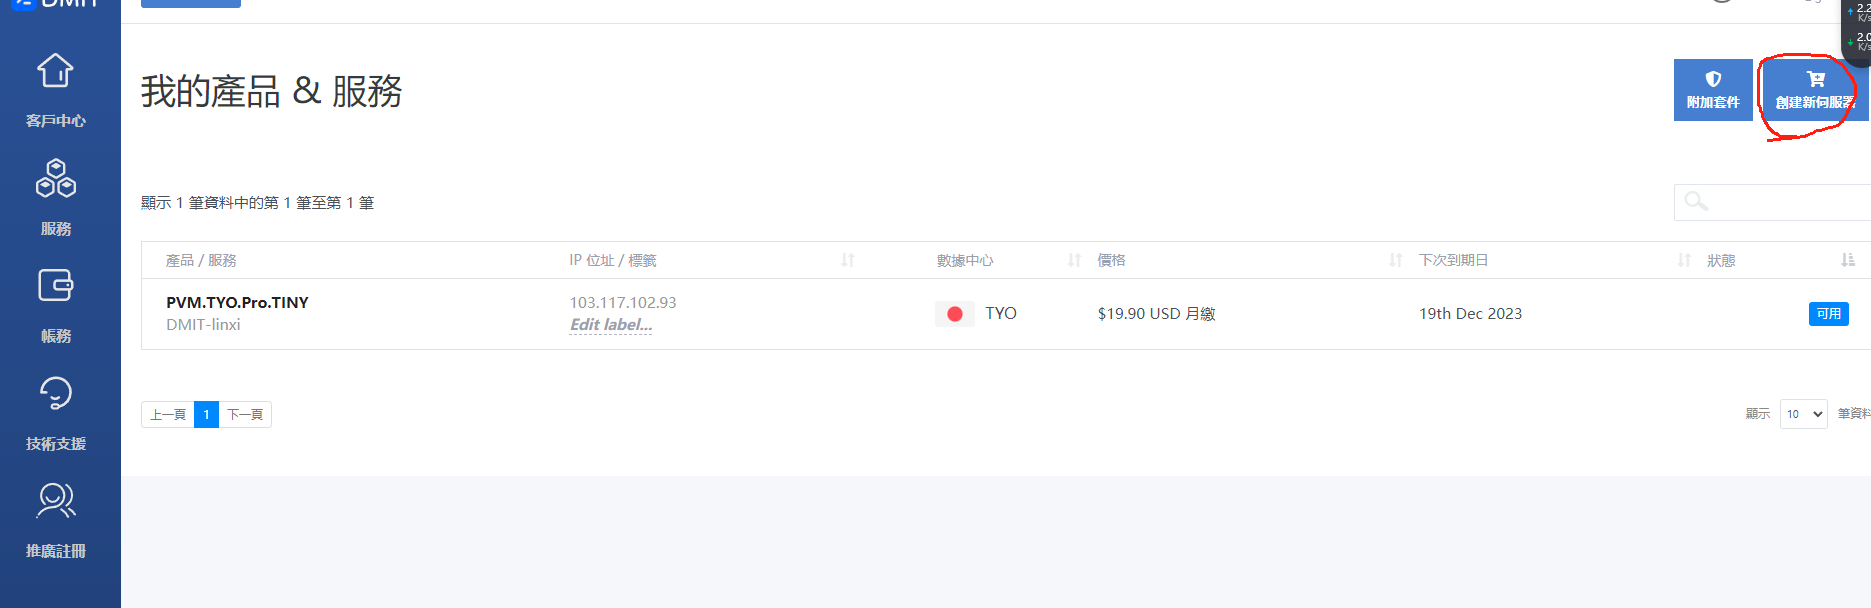 DMIT
客戶中心
服務
帳務
技術支援
推廣註冊
我的產品 & 服務
附加套件
創建新伺服器
顯示 1 筆資料中的第 1 筆至第 1 筆
產品 / 服務 IP 位址 / 標籤 數據中心 價格 下次到期日 狀態
PVM.TYO.Pro.TINY 103.117.102.93 TYO $19.90 USD 月繳 19th Dec 2023 可用
DMIT-linxi Edit label...
上一頁 1 下一頁
顯示 10 筆資料